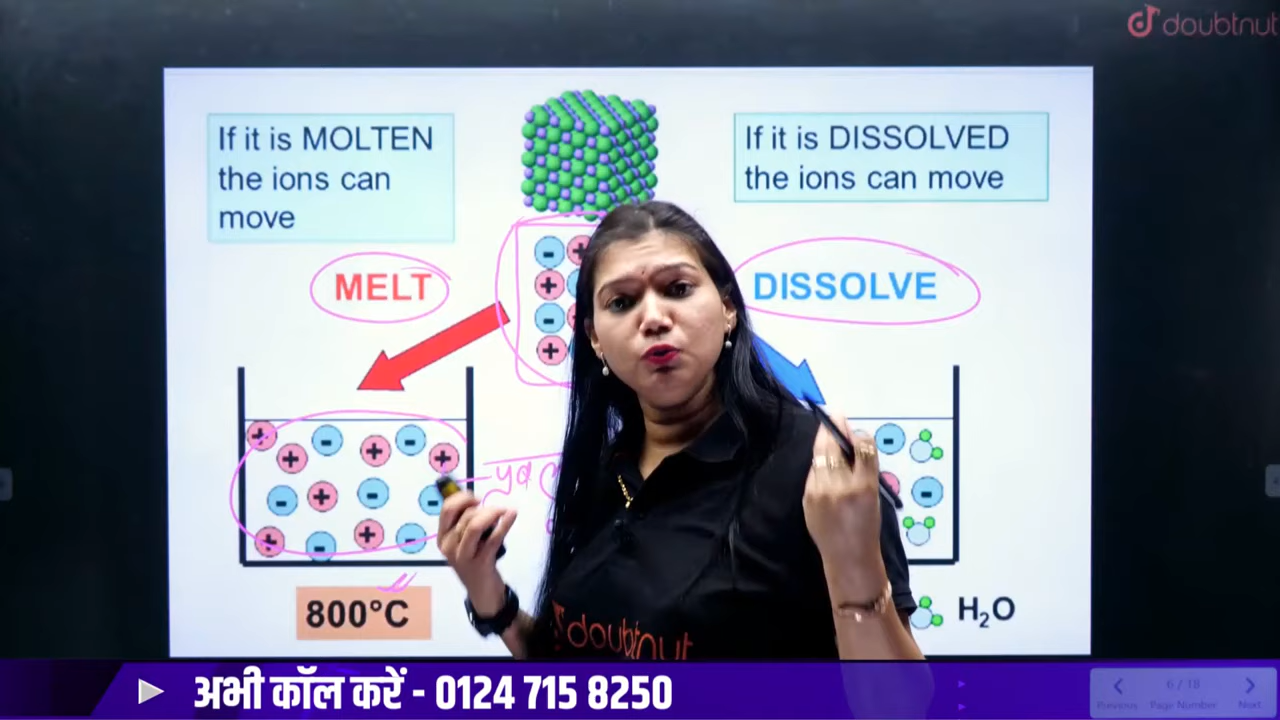 doubtnut
If it is MOLTEN
the ions can
move
If it is DISSOLVED
the ions can move
MELT
DISSOLVE
800°C
H₂O
doubtnut
अभी कॉल करें - 0124 715 8250
6 / 18
Previous Page Number Next